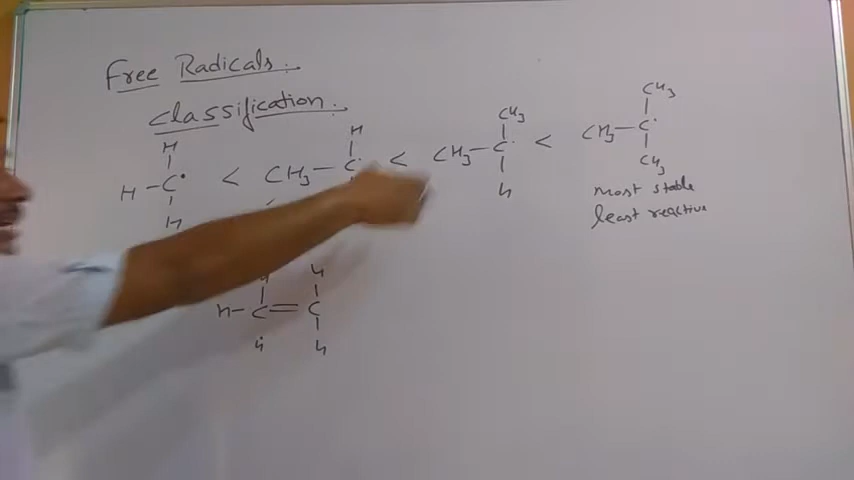 Free Radicals.
Classification.
H H CH3 CH3
H - C• < CH3 - C• < CH3 - C• < CH3 - C•
H h CH3
most stable
least reactive
h
h - C = C
h h